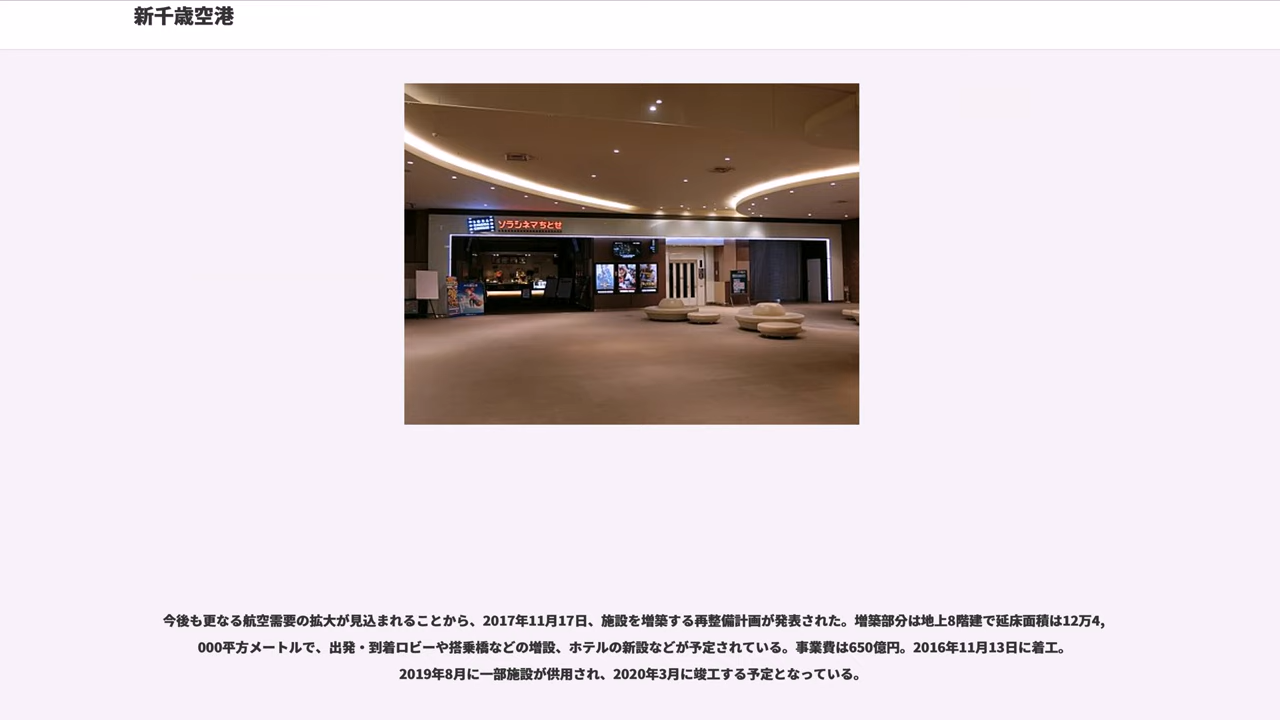 新千歳空港
ソラシネマちとせ
今後も更なる航空需要の拡大が見込まれることから、2017年11月17日、施設を増築する再整備計画が発表された。増築部分は地上8階建で延床面積は12万4,
000平方メートルで、出発・到着ロビーや搭乗橋などの増設、ホテルの新設などが予定されている。事業費は650億円。2016年11月13日に着工。
2019年8月に一部施設が供用され、2020年3月に竣工する予定となっている。